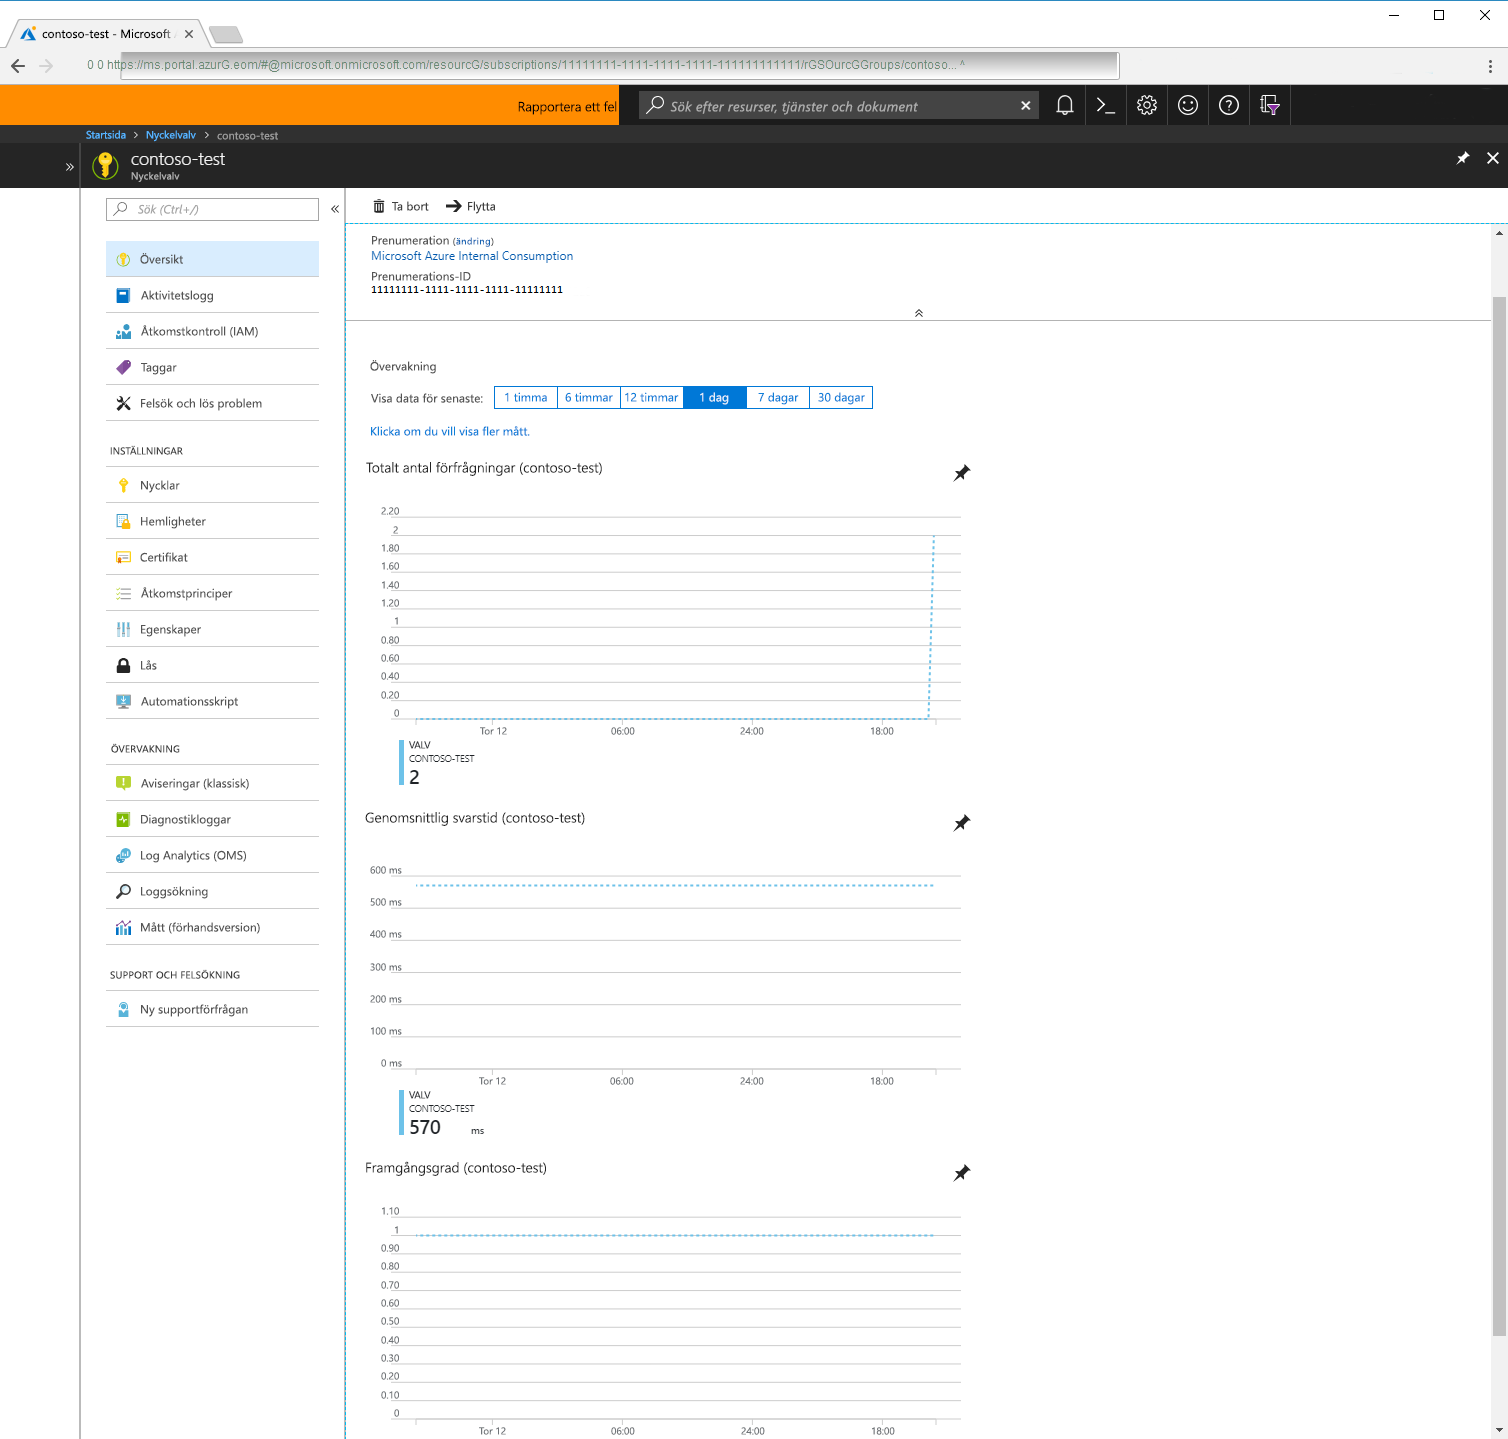 contoso-test - Microsoft
0 0 https://ms.portal.azurG.eom/#@microsoft.onmicrosoft.com/resourcG/subscriptions/11111111-1111-1111-1111-111111111111/rGSOurcGGroups/contoso... ^
Rapportera ett fel
Sök efter resurser, tjänster och dokument
Startsida > Nyckelvalv > contoso-test
contoso-test
Nyckelvalv
Sök (Ctrl+/)
Översikt
Aktivitetslogg
Åtkomstkontroll (IAM)
Taggar
Felsök och lös problem
INSTÄLLNINGAR
Nycklar
Hemligheter
Certifikat
Åtkomstprinciper
Egenskaper
Lås
Automationsskript
ÖVERVAKNING
Aviseringar (klassisk)
Diagnostikloggar
Log Analytics (OMS)
Loggsökning
Mått (förhandsversion)
SUPPORT OCH FELSÖKNING
Ny supportförfrågan
Ta bort Flytta
Prenumeration (ändring)
Microsoft Azure Internal Consumption
Prenumerations-ID
11111111-1111-1111-1111-11111111
Övervakning
Visa data för senaste: 1 timma 6 timmar 12 timmar 1 dag 7 dagar 30 dagar
Klicka om du vill visa fler mått.
Totalt antal förfrågningar (contoso-test)
2.20
2
1.80
1.60
1.40
1.20
1
0.80
0.60
0.40
0.20
0
Tor 12 06:00 24:00 18:00
VALV
CONTOSO-TEST
2
Genomsnittlig svarstid (contoso-test)
600 ms
500 ms
400 ms
300 ms
200 ms
100 ms
0 ms
Tor 12 06:00 24:00 18:00
VALV
CONTOSO-TEST
570 ms
Framgångsgrad (contoso-test)
1.10
1
0.90
0.80
0.70
0.60
0.50
0.40
0.30
0.20
0.10
0
Tor 12 06:00 24:00 18:00